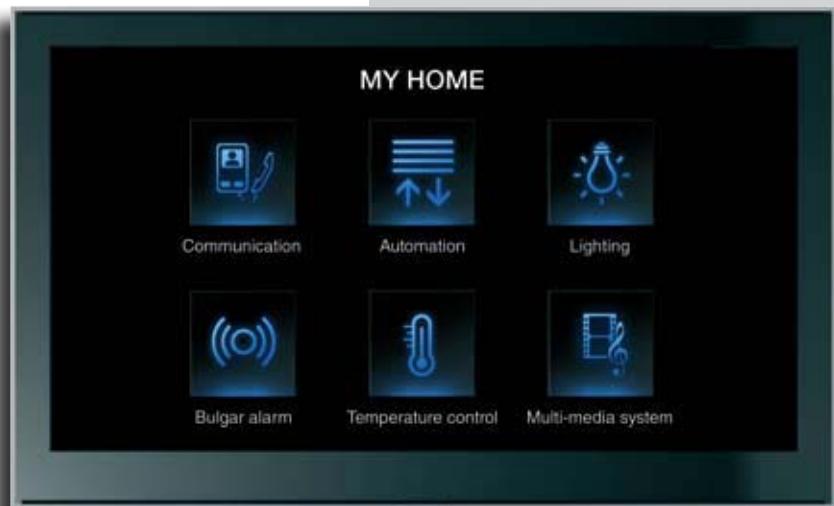 MY HOME
Communication Automation Lighting
Bulgar alarm Temperature control Multi-media system